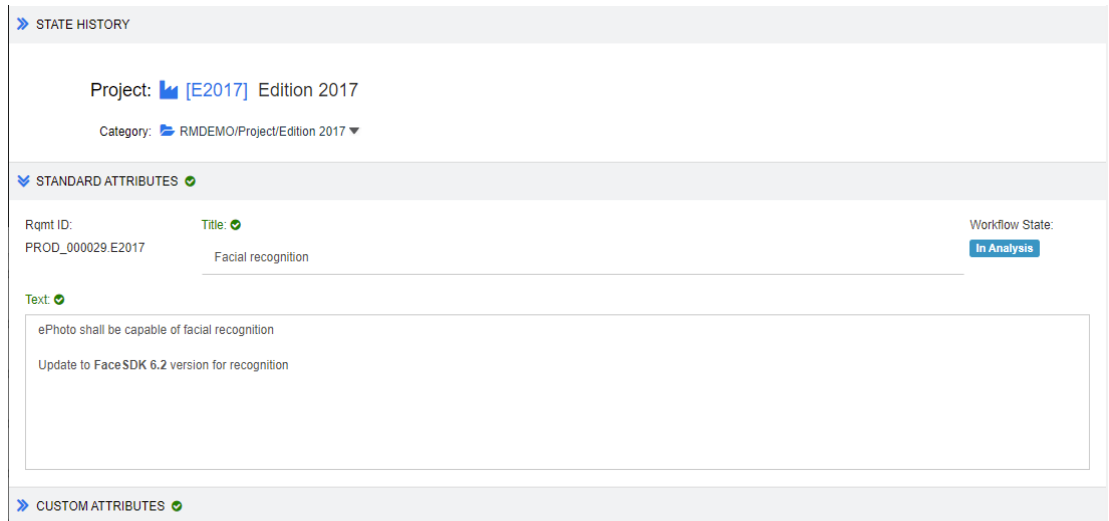 STATE HISTORY
Project: [E2017] Edition 2017
Category: RMDEMO/Project/Edition 2017
STANDARD ATTRIBUTES
Rqmt ID: Title: Workflow State:
PROD_000029.E2017 Facial recognition In Analysis
Text:
ePhoto shall be capable of facial recognition
Update to FaceSDK 6.2 version for recognition
CUSTOM ATTRIBUTES